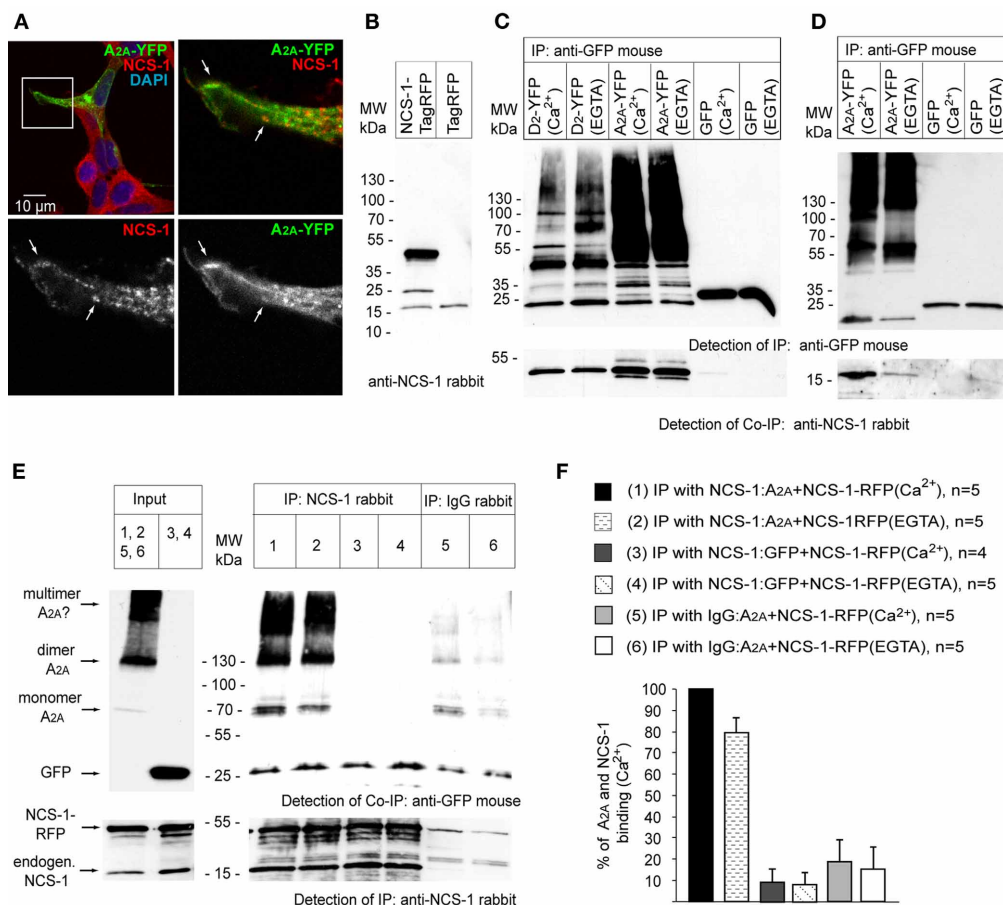 A
A2A-YFP
NCS-1
DAPI
10 µm
A2A-YFP
NCS-1
NCS-1
A2A-YFP
B
MW
kDa
NCS-1-
TagRFP
TagRFP
130 -
100 -
70 -
55 -
35 -
25 -
15 -
10 -
anti-NCS-1 rabbit
C
IP: anti-GFP mouse
MW
kDa
D2-YFP
(Ca2+)
D2-YFP
(EGTA)
A2A-YFP
(Ca2+)
A2A-YFP
(EGTA)
GFP
(Ca2+)
GFP
(EGTA)
130 -
100 -
70 -
55 -
35 -
25 -
55 -
D
IP: anti-GFP mouse
MW
kDa
A2A-YFP
(Ca2+)
A2A-YFP
(EGTA)
GFP
(Ca2+)
GFP
(EGTA)
130 -
100 -
70 -
55 -
35 -
25 -
15 -
Detection of IP: anti-GFP mouse
Detection of Co-IP: anti-NCS-1 rabbit
E
Input
1, 2
5, 6
3, 4
MW
kDa
IP: NCS-1 rabbit
1
2
3
4
IP: IgG rabbit
5
6
multimer
A2A?
dimer
A2A
monomer
A2A
GFP
- 130 -
- 100 -
- 70 -
- 55 -
- 35 -
- 25 -
Detection of Co-IP: anti-GFP mouse
NCS-1-
RFP
endogen.
NCS-1
-55 -
- 15 -
Detection of IP: anti-NCS-1 rabbit
F
(1) IP with NCS-1:A2A+NCS-1-RFP(Ca2+), n=5
(2) IP with NCS-1:A2A+NCS-1RFP(EGTA), n=5
(3) IP with NCS-1:GFP+NCS-1-RFP(Ca2+), n=4
(4) IP with NCS-1:GFP+NCS-1-RFP(EGTA), n=5
(5) IP with IgG:A2A+NCS-1-RFP(Ca2+), n=5
(6) IP with IgG:A2A+NCS-1-RFP(EGTA), n=5
% of A2A and NCS-1
binding (Ca2+)
100
90
80
70
60
50
40
30
20
10